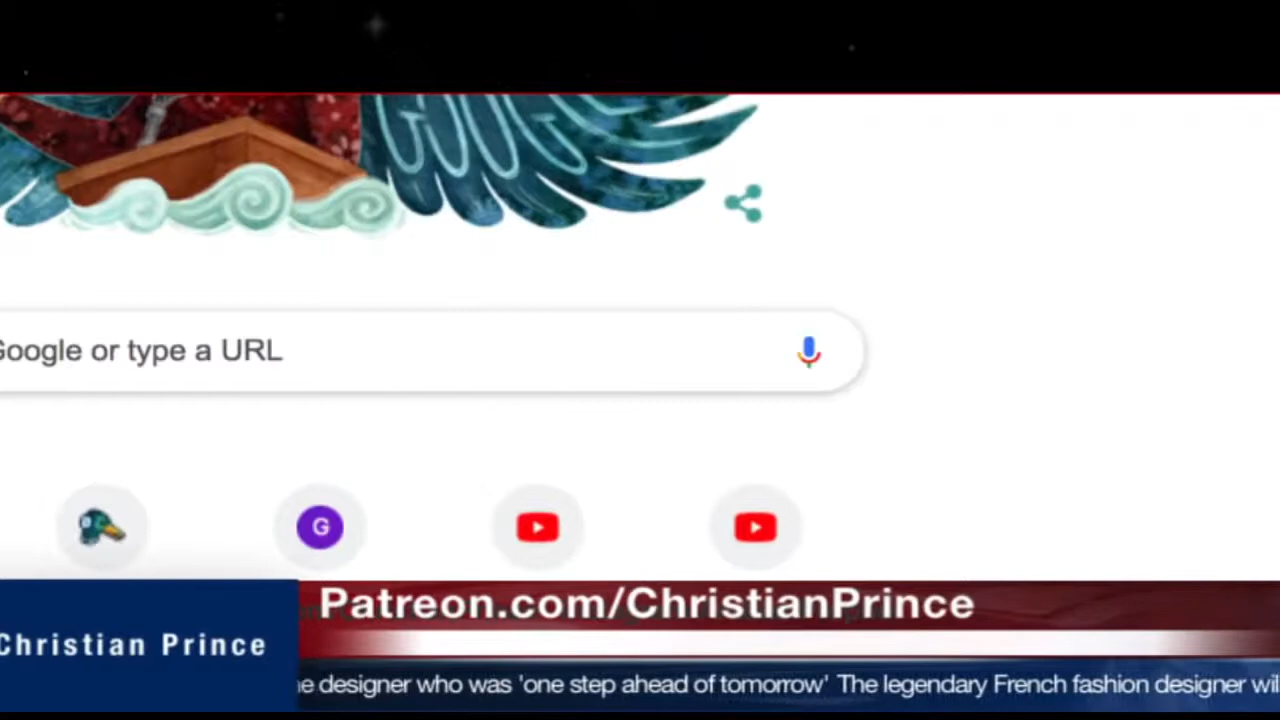 GOOG
Google or type a URL
G
Patreon.com/ChristianPrince
Christian Prince
designer who was 'one step ahead of tomorrow' The legendary French fashion designer